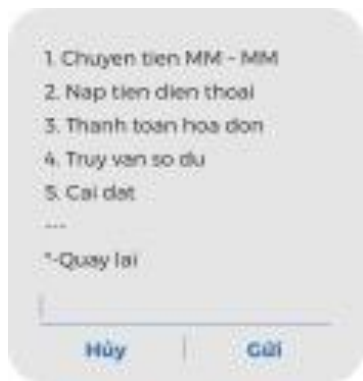 1. Chuyen tien MM - MM
2. Nap tien dien thoai
3. Thanh toan hoa don
4. Truy van so du
5. Cai dat
---
*-Quay lai
Hủy
Gửi